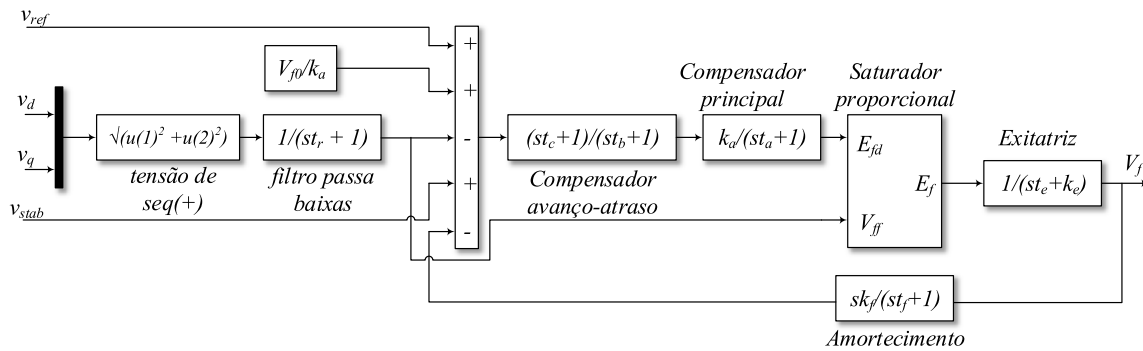 v_ref
V_f0/k_a
v_d
v_q
v_stab
√(u(1)² +u(2)²)
tensão de
seq(+)
1/(st_r + 1)
filtro passa
baixas
+
+
-
+
-
(st_c+1)/(st_b+1)
Compensador
avanço-atraso
Compensador
principal
k_a/(st_a+1)
Saturador
proporcional
E_fd
E_f
V_ff
Exitatriz
1/(st_e+k_e)
V_f
sk_f/(st_f+1)
Amortecimento